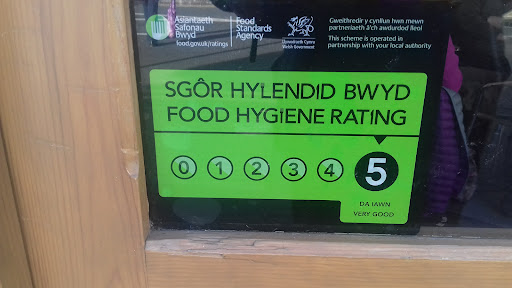 Asiantaeth
Safonau
Bwyd
food.gov.uk/ratings
Food
Standards
Agency
Llywodraeth Cymru
Welsh Government
Gweithredir y cynllun hwn mewn
partneriaeth â'ch awdurdod lleol
This scheme is operated in
partnership with your local authority
SGÔR HYLENDID BWYD
FOOD HYGIENE RATING
0 1 2 3 4 5
DA IAWN
VERY GOOD